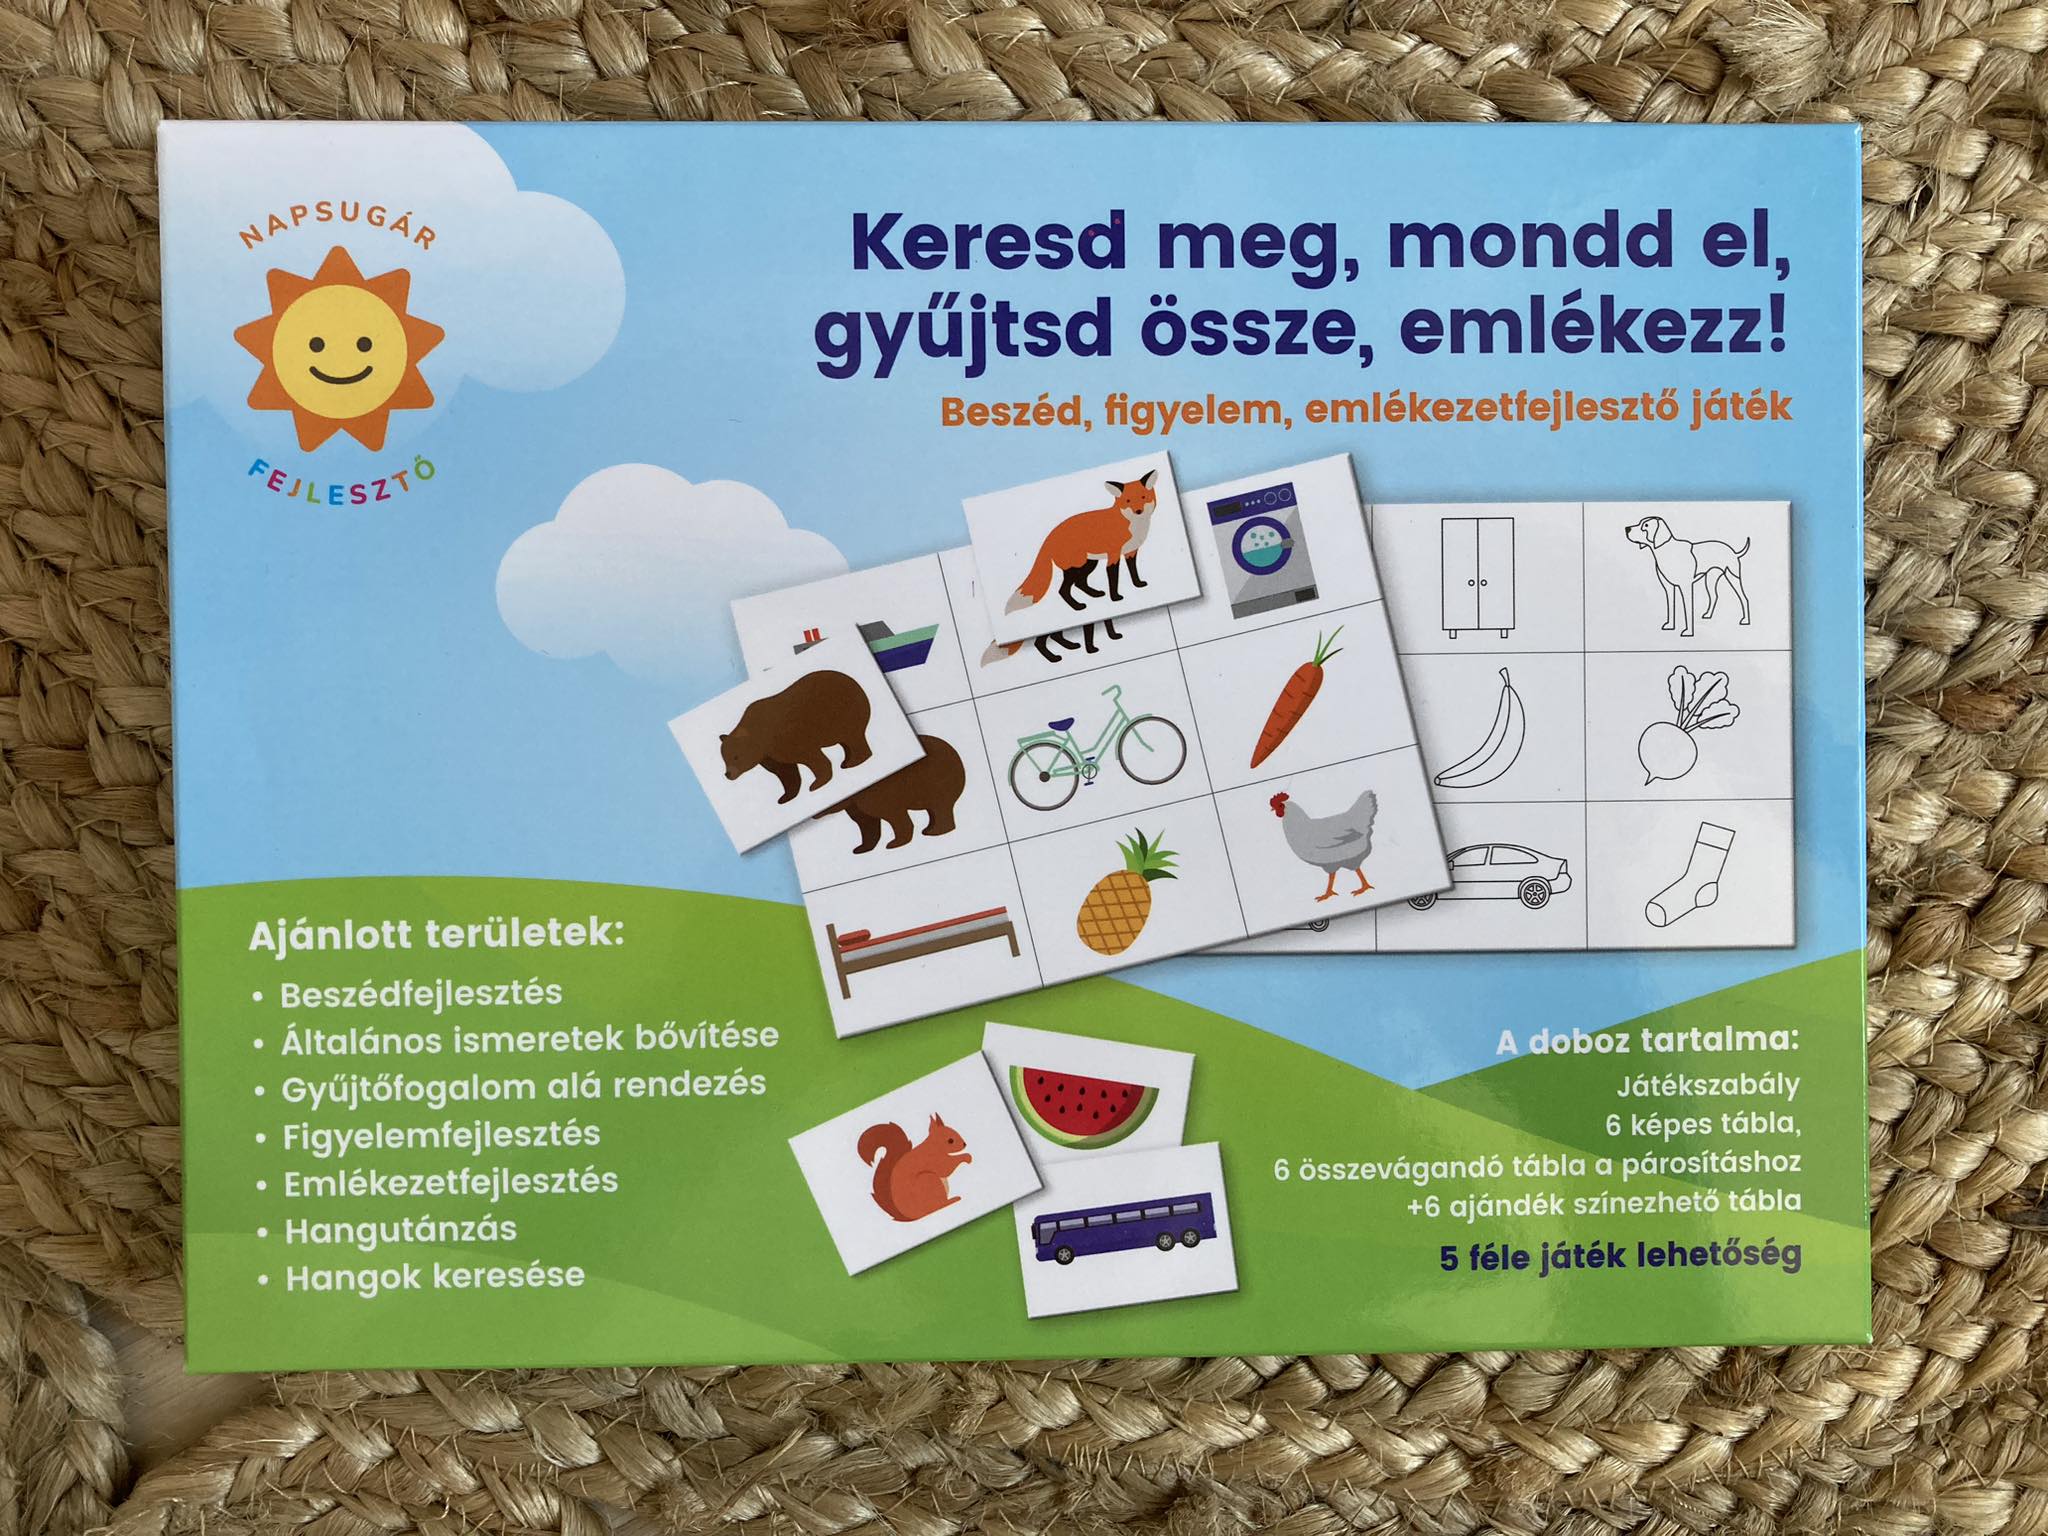 NAPSUGÁR
FEJLESZTŐ
Keresd meg, mondd el,
gyűjtsd össze, emlékezz!
Beszéd, figyelem, emlékezetfejlesztő játék
Ajánlott területek:
• Beszédfejlesztés
• Általános ismeretek bővítése
• Gyűjtőfogalom alá rendezés
• Figyelemfejlesztés
• Emlékezetfejlesztés
• Hangutánzás
• Hangok keresése
A doboz tartalma:
Játékszabály
6 képes tábla,
6 összevágandó tábla a párosításhoz
+6 ajándék színezhető tábla
5 féle játék lehetőség